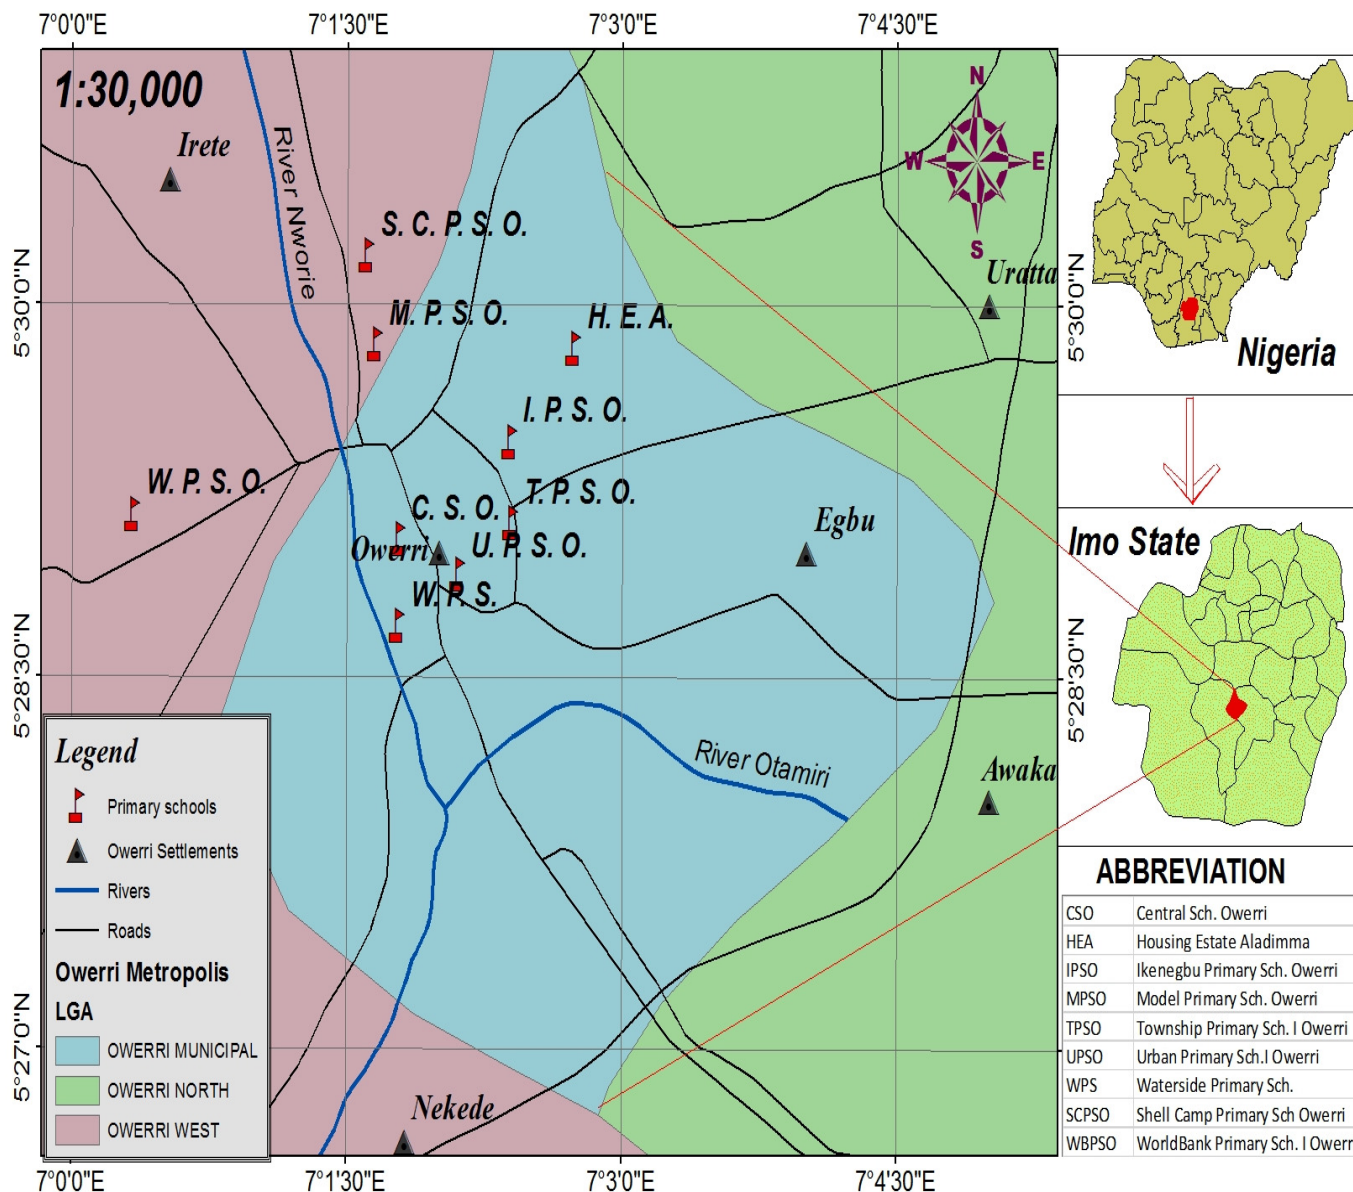 7°0'0"E 7°1'30"E 7°3'0"E 7°4'30"E
1:30,000
N
W E
S
Irete
River Nworie
S. C. P. S. O.
5°30'0"N
M. P. S. O.
H. E. A.
Uratta
5°30'0"N
Nigeria
I. P. S. O.
W. P. S. O.
T. P. S. O.
C. S. O.
Egbu
Owerri
U. P. S. O.
W. P. S.
Imo State
5°28'30"N
5°28'30"N
River Otamiri
Awaka
Legend
Primary schools
Owerri Settlements
Rivers
Roads
Owerri Metropolis
LGA
OWERRI MUNICIPAL
OWERRI NORTH
OWERRI WEST
5°27'0"N
Nekede
ABBREVIATION
CSO Central Sch. Owerri
HEA Housing Estate Aladimma
IPSO Ikenegbu Primary Sch. Owerri
MPSO Model Primary Sch. Owerri
TPSO Township Primary Sch. I Owerri
UPSO Urban Primary Sch.I Owerri
WPS Waterside Primary Sch.
SCPSO Shell Camp Primary Sch Owerri
WBPSO WorldBank Primary Sch. I Owerr
7°0'0"E 7°1'30"E 7°3'0"E 7°4'30"E